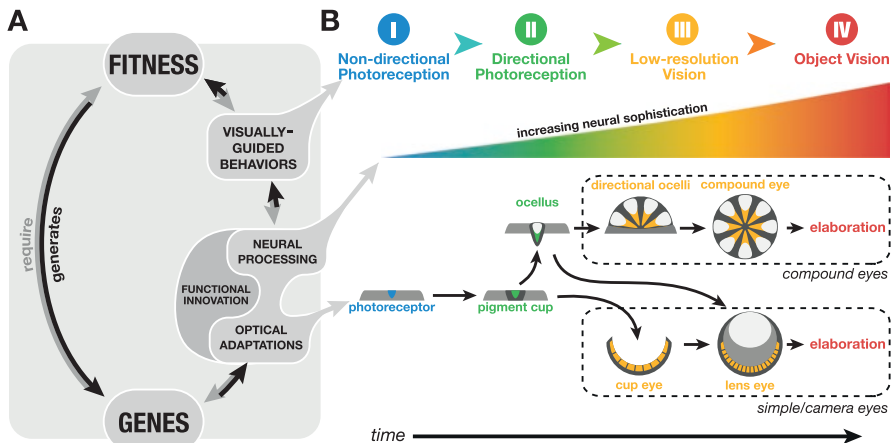 A
FITNESS
VISUALLY-
GUIDED
BEHAVIORS
require
generates
NEURAL
PROCESSING
FUNCTIONAL
INNOVATION
OPTICAL
ADAPTATIONS
GENES
B
I
II
III
IV
Non-directional
Photoreception
Directional
Photoreception
Low-resolution
Vision
Object Vision
increasing neural sophistication
directional ocelli
compound eye
ocellus
elaboration
compound eyes
photoreceptor
pigment cup
elaboration
cup eye
lens eye
simple/camera eyes
time